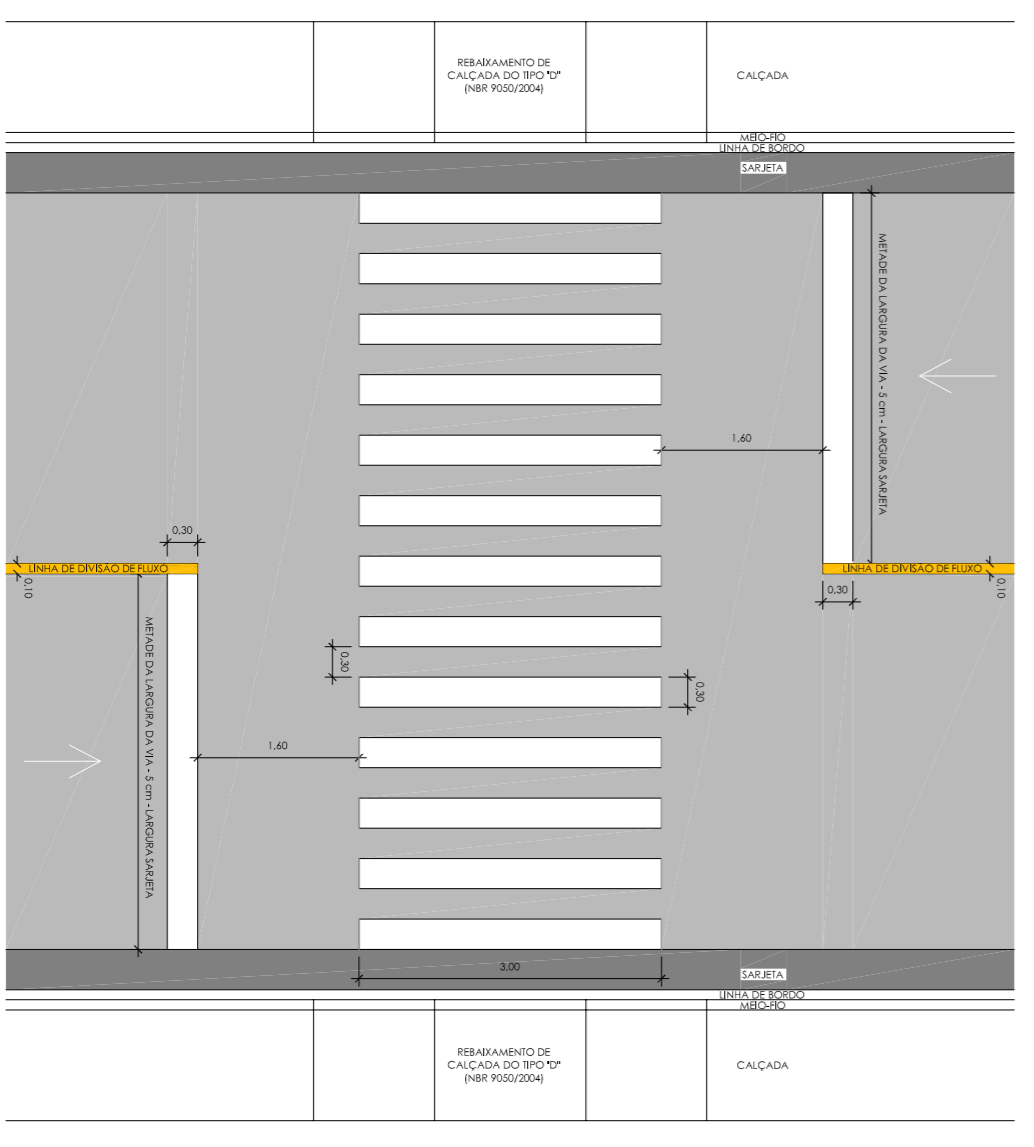 REBAIXAMENTO DE
CALÇADA DO TIPO "D"
(NBR 9050/2004)
CALÇADA
MEIO-FIO
LINHA DE BORDO
SARJETA
METADE DA LARGURA DA VIA - 5 cm - LARGURA SARJETA
1,60
0,30
LINHA DE DIVISÃO DE FLUXO
0,10
LINHA DE DIVISÃO DE FLUXO
0,10
0,30
METADE DA LARGURA DA VIA - 5 cm - LARGURA SARJETA
0,30
0,30
1,60
3,00
SARJETA
LINHA DE BORDO
MEIO-FIO
REBAIXAMENTO DE
CALÇADA DO TIPO "D"
(NBR 9050/2004)
CALÇADA